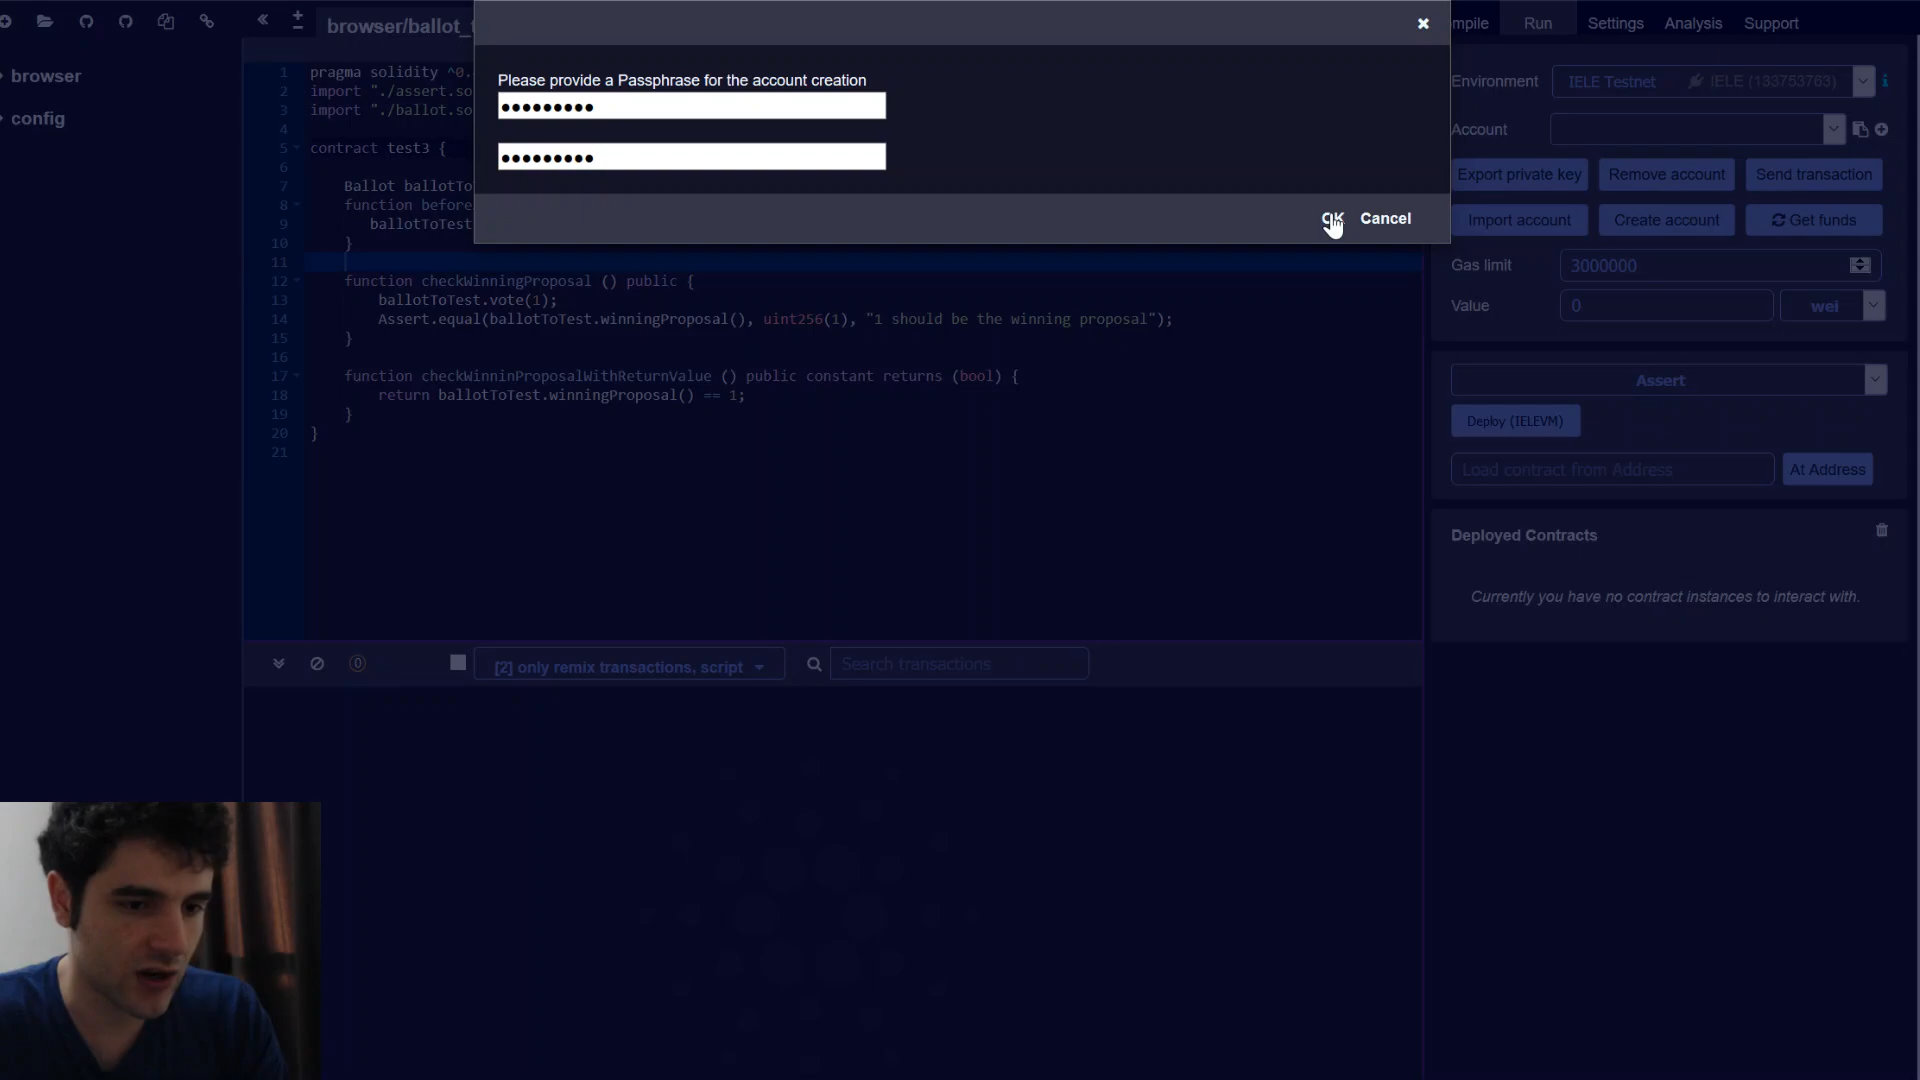 browser/ballot_
mpile
Run
Settings
Analysis
Support
browser
config
Please provide a Passphrase for the account creation
•••••••••
•••••••••
OK
Cancel
1 pragma solidity ^0.
2 import "./assert.so
3 import "./ballot.so
4
5 contract test3 {
6
7 Ballot ballotTo
8 function before
9 ballotToTest
10 }
11
12 function checkWinningProposal () public {
13 ballotToTest.vote(1);
14 Assert.equal(ballotToTest.winningProposal(), uint256(1), "1 should be the winning proposal");
15 }
16
17 function checkWinninProposalWithReturnValue () public constant returns (bool) {
18 return ballotToTest.winningProposal() == 1;
19 }
20 }
21
Environment
IELE Testnet
IELE (133753763)
Account
Export private key
Remove account
Send transaction
Import account
Create account
Get funds
Gas limit
3000000
Value
0
wei
Assert
Deploy (IELEVM)
Load contract from Address
At Address
Deployed Contracts
Currently you have no contract instances to interact with.
0
[2] only remix transactions, script
Search transactions